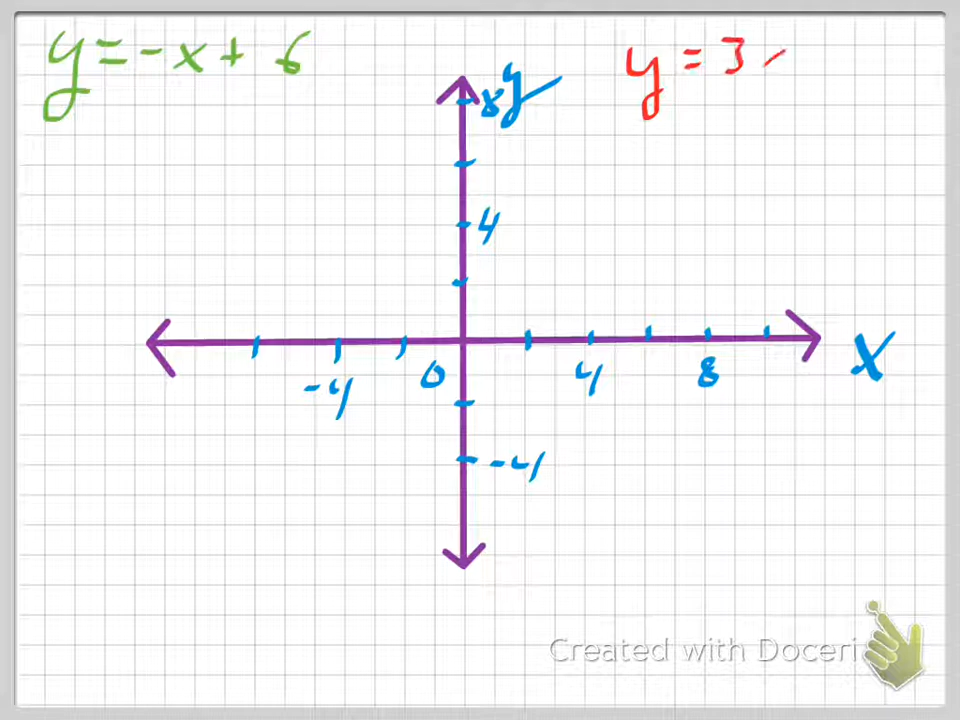 y = -x + 6
y = 3
8 y
4
-4 0 4 8 x
-4
Created with Doceri